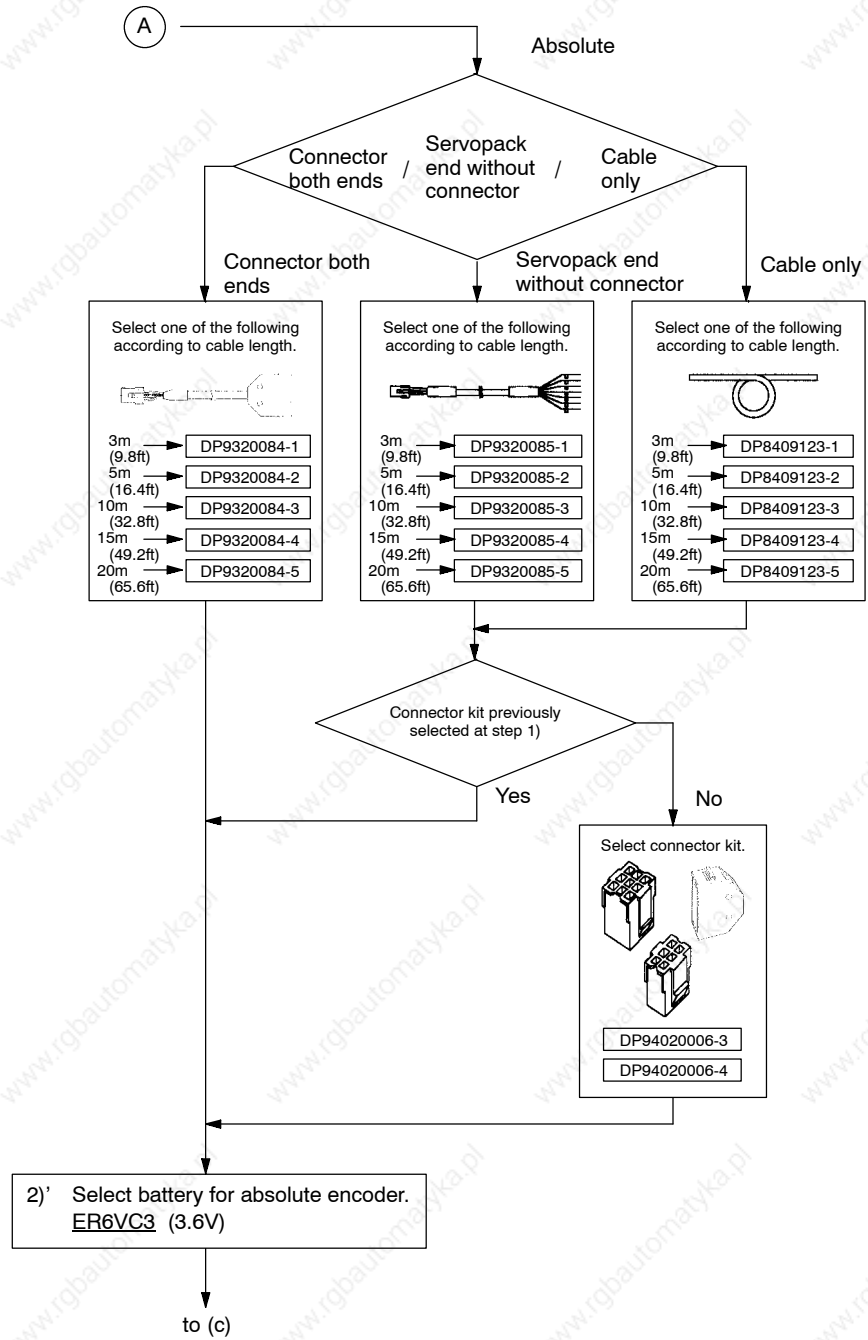 A
Absolute
Connector
both ends
/
Servopack
end without
connector
/
Cable
only
Connector both
ends
Servopack end
without connector
Cable only
Select one of the following
according to cable length.
3m
(9.8ft)
DP9320084-1
5m
(16.4ft)
DP9320084-2
10m
(32.8ft)
DP9320084-3
15m
(49.2ft)
DP9320084-4
20m
(65.6ft)
DP9320084-5
Select one of the following
according to cable length.
3m
(9.8ft)
DP9320085-1
5m
(16.4ft)
DP9320085-2
10m
(32.8ft)
DP9320085-3
15m
(49.2ft)
DP9320085-4
20m
(65.6ft)
DP9320085-5
Select one of the following
according to cable length.
3m
(9.8ft)
DP8409123-1
5m
(16.4ft)
DP8409123-2
10m
(32.8ft)
DP8409123-3
15m
(49.2ft)
DP8409123-4
20m
(65.6ft)
DP8409123-5
Connector kit previously
selected at step 1)
Yes
No
Select connector kit.
DP94020006-3
DP94020006-4
2)’ Select battery for absolute encoder.
ER6VC3 (3.6V)
to (c)
www.rgbautomatyka.pl